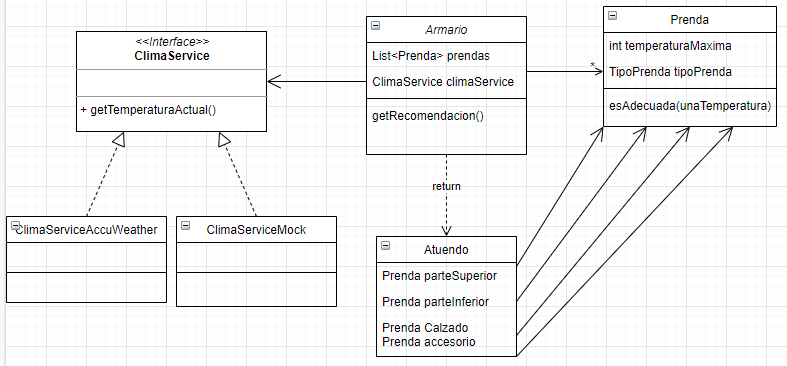 <<Interface>>
ClimaService
+ getTemperaturaActual()
Armario
List<Prenda> prendas
ClimaService climaService
getRecomendacion()
*
Prenda
int temperaturaMaxima
TipoPrenda tipoPrenda
esAdecuada(unaTemperatura)
return
ClimaServiceAccuWeather
ClimaServiceMock
Atuendo
Prenda parteSuperior
Prenda parteInferior
Prenda Calzado
Prenda accesorio